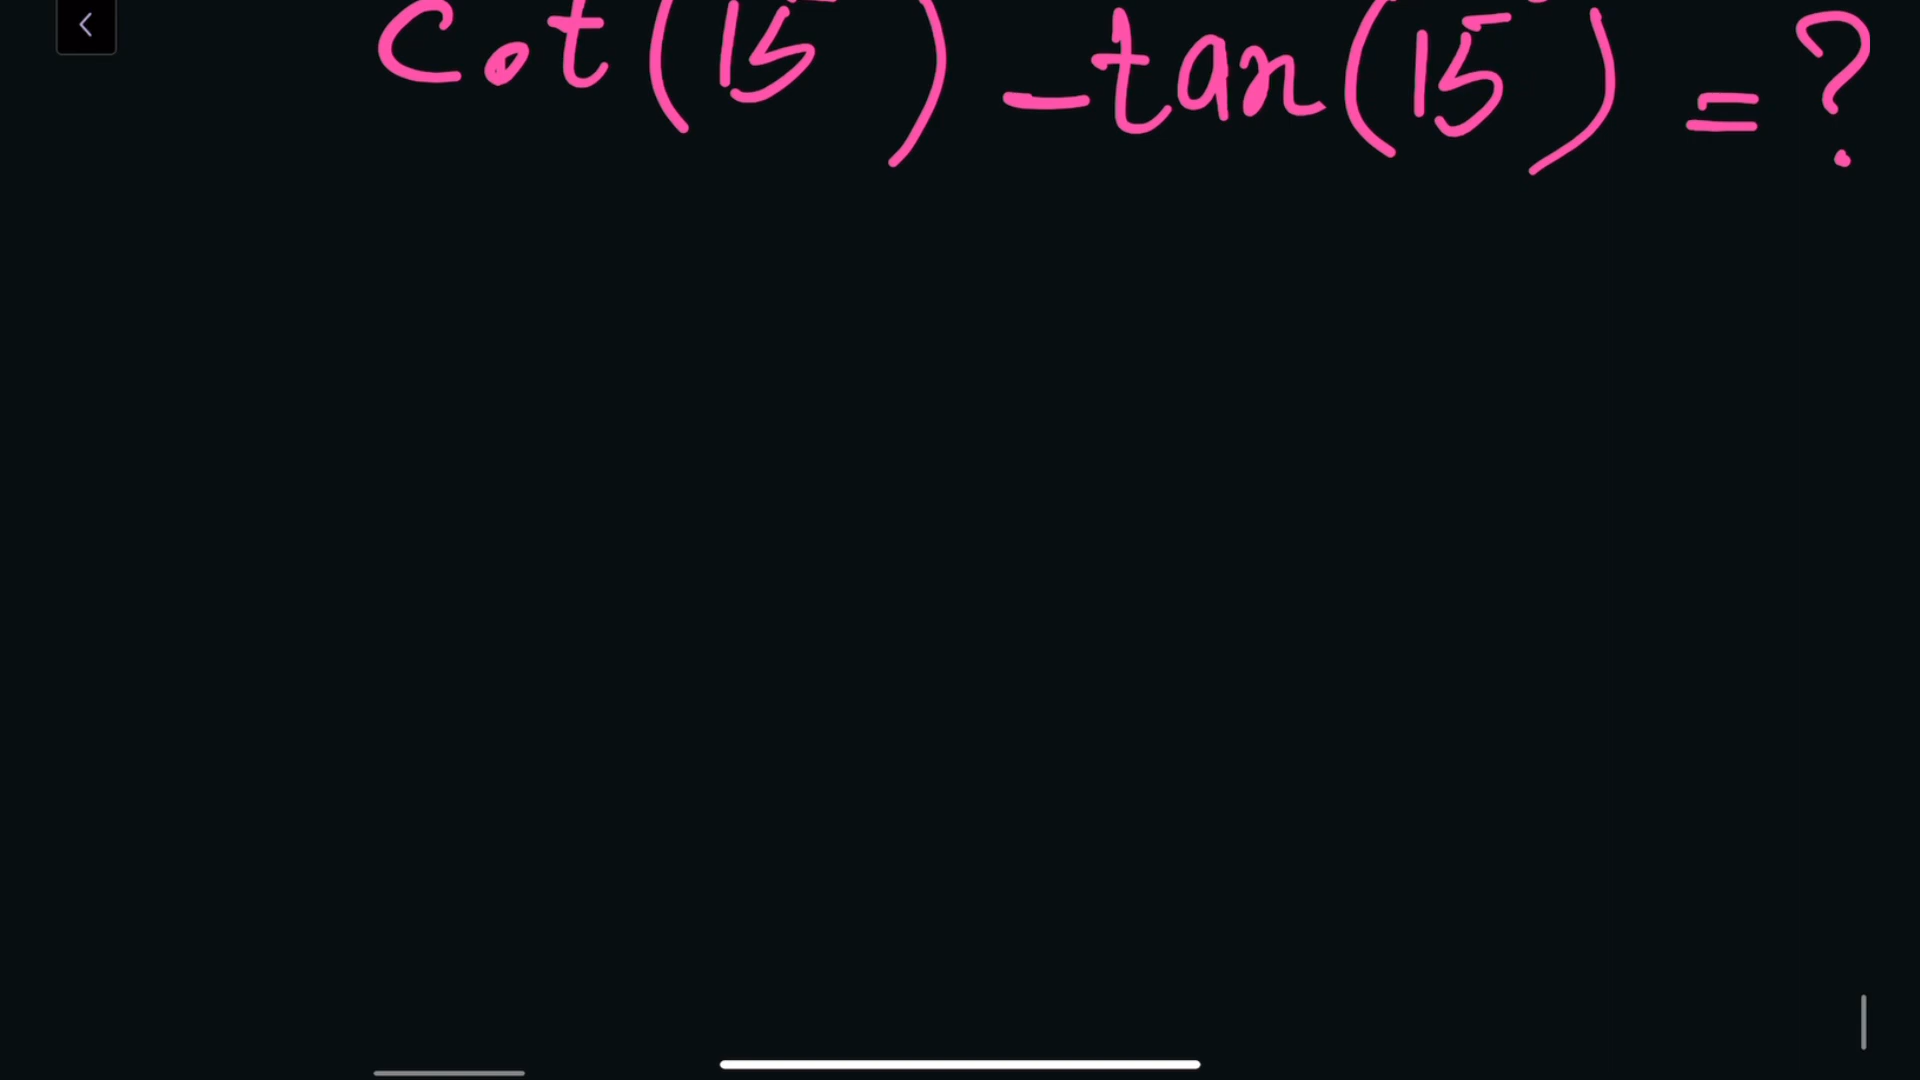 Cot(15) - tan(15°) = ?